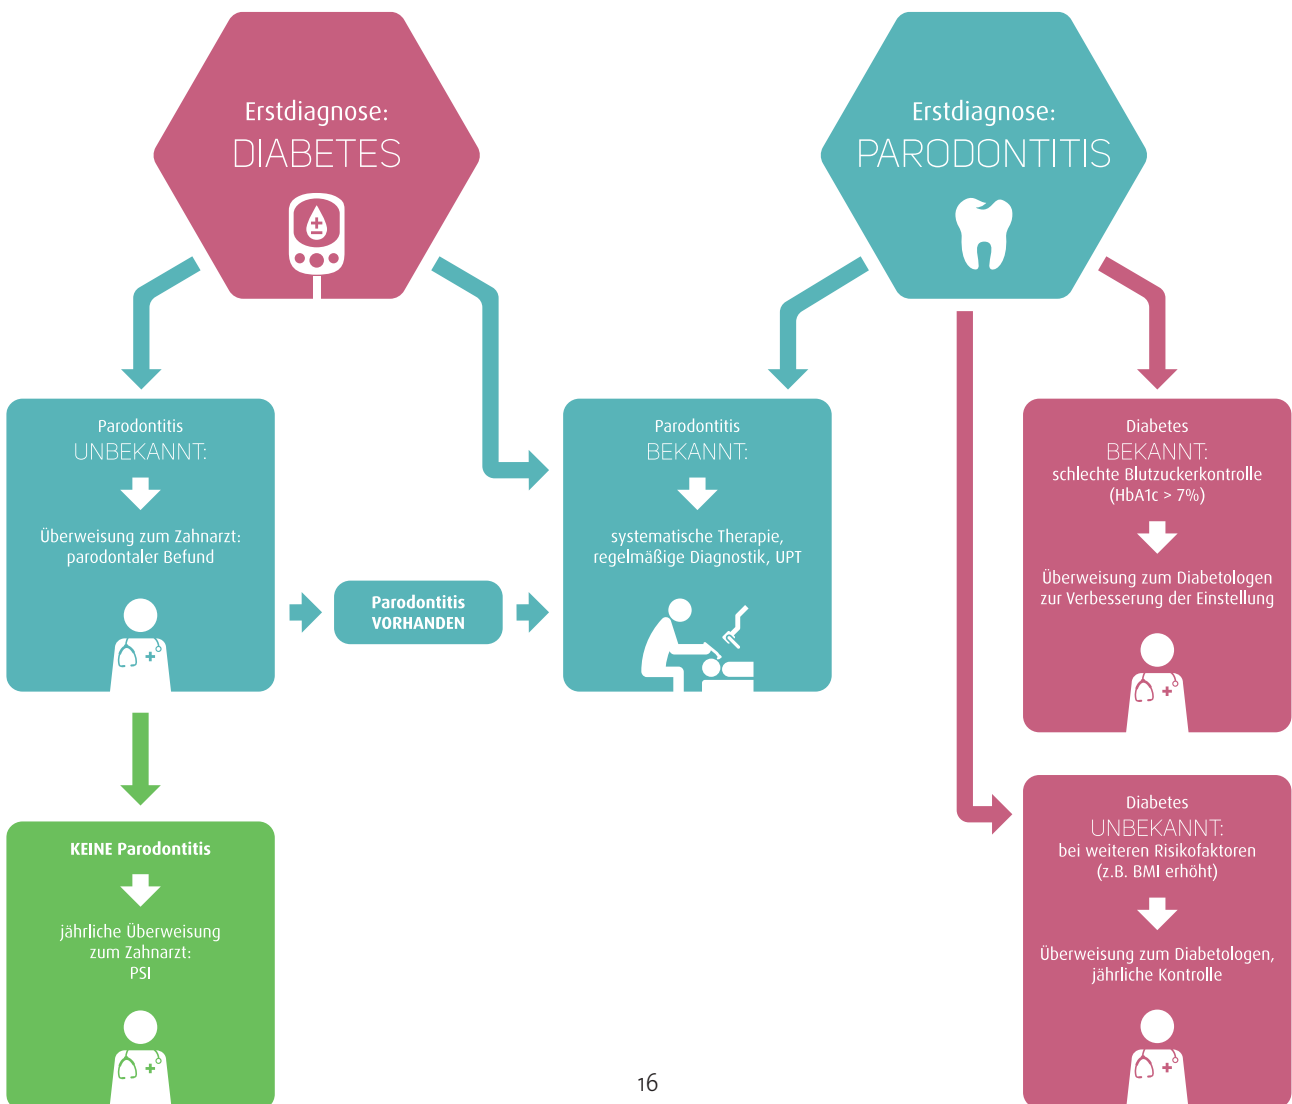 Erstdiagnose:
DIABETES
Erstdiagnose:
PARODONTITIS
Parodontitis
UNBEKANNT:
Überweisung zum Zahnarzt:
parodontaler Befund
Parodontitis
VORHANDEN
Parodontitis
BEKANNT:
systematische Therapie,
regelmäßige Diagnostik, UPT
Diabetes
BEKANNT:
schlechte Blutzuckerkontrolle
(HbA1c > 7%)
Überweisung zum Diabetologen
zur Verbesserung der Einstellung
KEINE Parodontitis
jährliche Überweisung
zum Zahnarzt:
PSI
Diabetes
UNBEKANNT:
bei weiteren Risikofaktoren
(z.B. BMI erhöht)
Überweisung zum Diabetologen,
jährliche Kontrolle
16